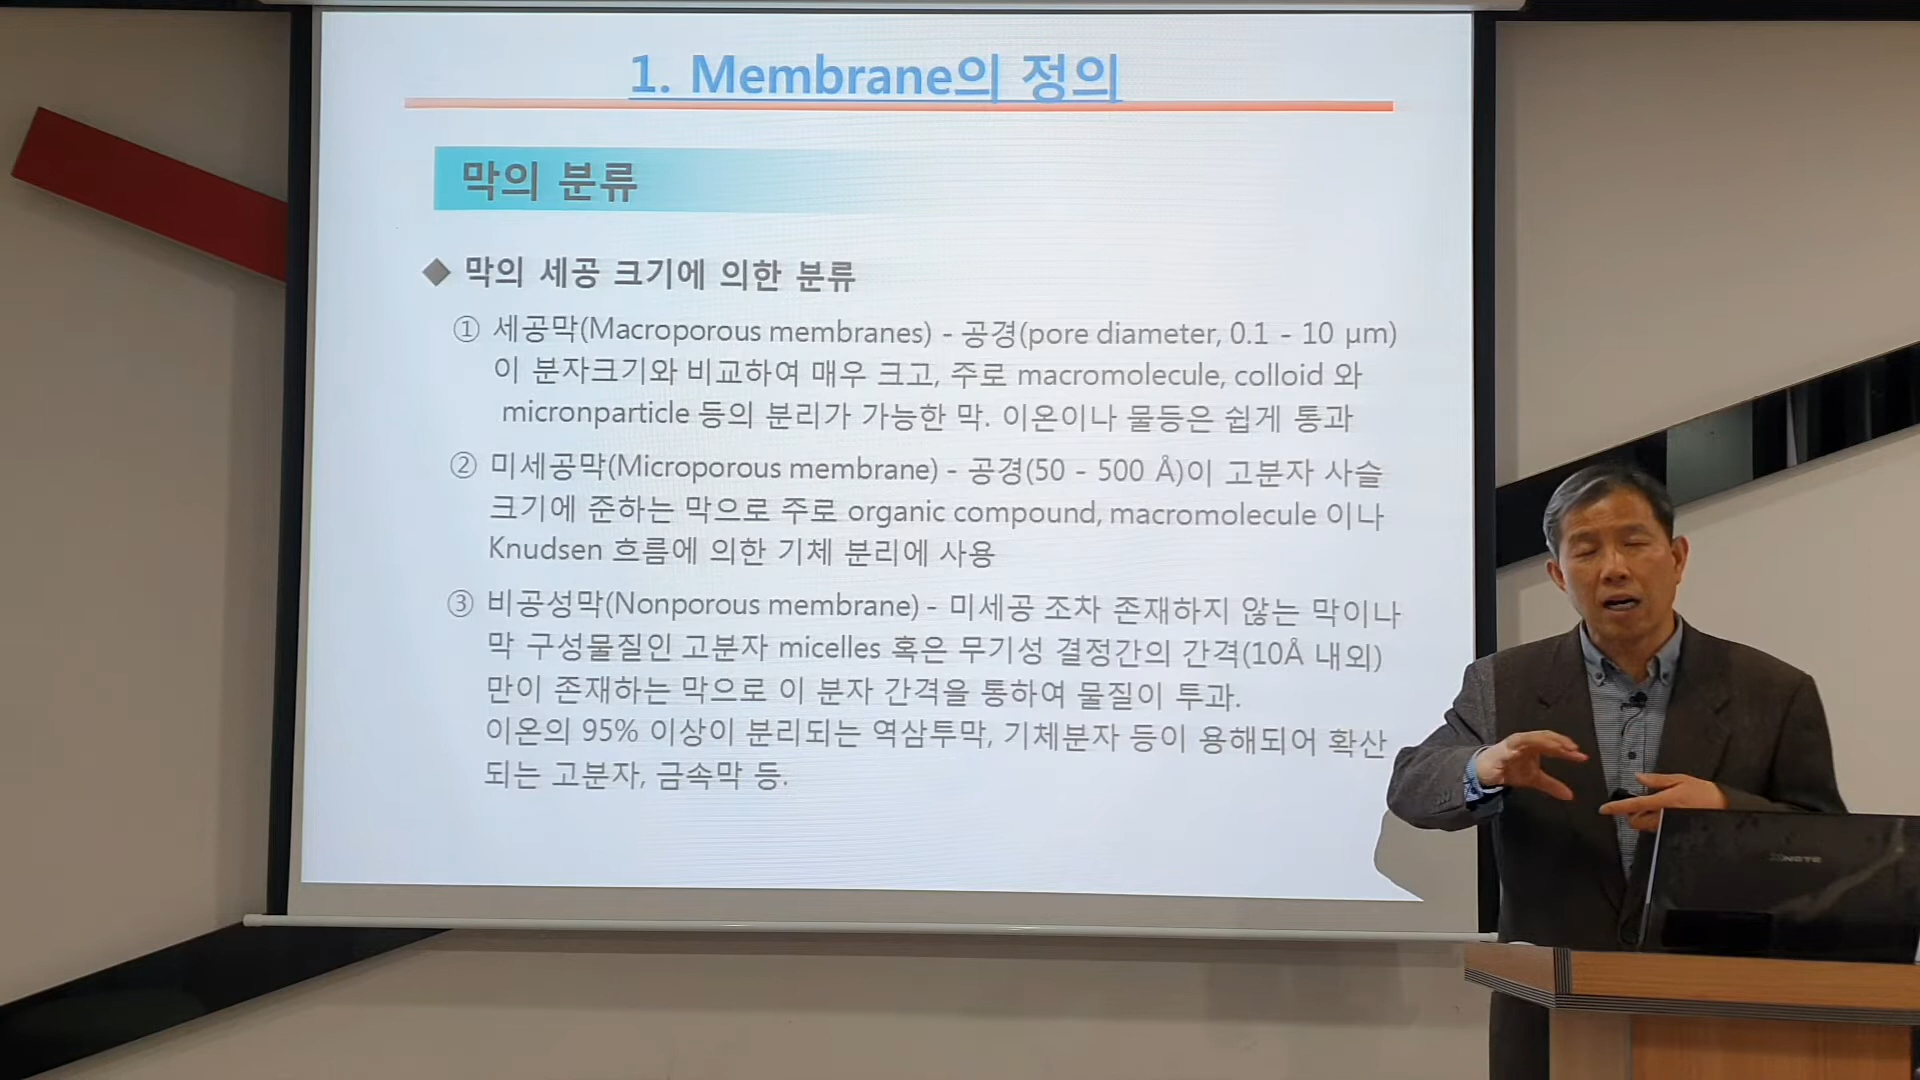 1. Membrane의 정의
막의 분류
◆ 막의 세공 크기에 의한 분류
① 세공막(Macroporous membranes) - 공경(pore diameter, 0.1 - 10 μm)
이 분자크기와 비교하여 매우 크고, 주로 macromolecule, colloid 와
micronparticle 등의 분리가 가능한 막. 이온이나 물등은 쉽게 통과
② 미세공막(Microporous membrane) - 공경(50 - 500 Å)이 고분자 사슬
크기에 준하는 막으로 주로 organic compound, macromolecule 이나
Knudsen 흐름에 의한 기체 분리에 사용
③ 비공성막(Nonporous membrane) - 미세공 조차 존재하지 않는 막이나
막 구성물질인 고분자 micelles 혹은 무기성 결정간의 간격(10Å 내외)
만이 존재하는 막으로 이 분자 간격을 통하여 물질이 투과.
이온의 95% 이상이 분리되는 역삼투막, 기체분자 등이 용해되어 확산
되는 고분자, 금속막 등.